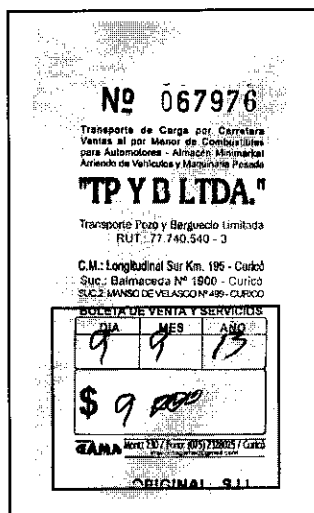 Nº 067976
Transporte de Carga por Carretera
Ventas al por Menor de Combustibles
para Automotores - Almacén Minimarket
Arriendo de Vehículos y Maquinaria Pesada
"TP Y B LTDA."
Transporte Pozo y Berguecio Limitada
RUT.: 77.740.540 - 3
C.M.: Longitudinal Sur Km. 195 - Curicó
Suc.: Balmaceda Nº 1900 - Curicó
SUC.2: MANSO DE VELASCO Nº 499 - CURICO
BOLETA DE VENTA Y SERVICIOS
DIA MES AÑO
9 9 13
$ 9 000
GAMA
ORIGINAL S.I.I.